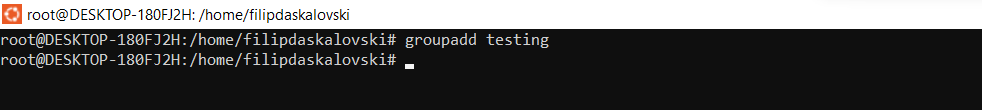 root@DESKTOP-180FJ2H: /home/filipdaskalovski
root@DESKTOP-180FJ2H:/home/filipdaskalovski# groupadd testing
root@DESKTOP-180FJ2H:/home/filipdaskalovski#